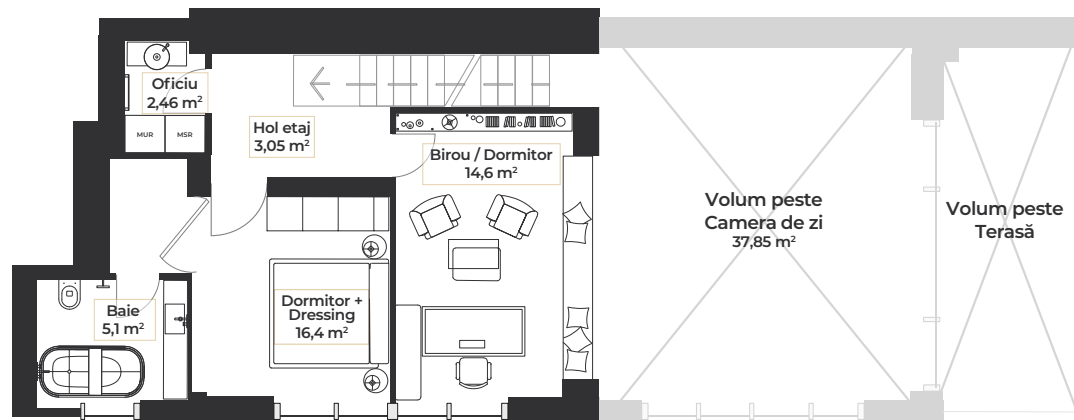 Oficiu
2,46 m²
MUR
MSR
Hol etaj
3,05 m²
Birou / Dormitor
14,6 m²
Volum peste
Camera de zi
37,85 m²
Volum peste
Terasă
Baie
5,1 m²
Dormitor +
Dressing
16,4 m²